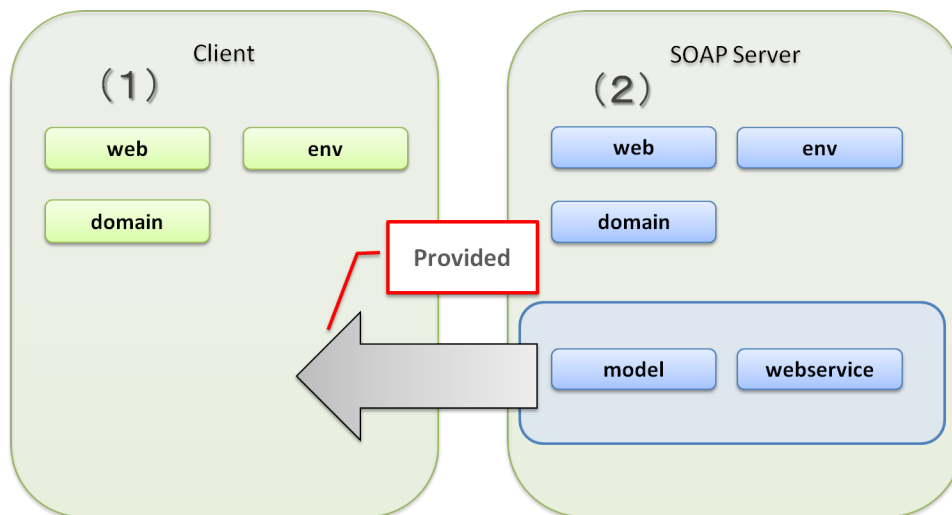 Client
(1)
web
env
domain
Provided
SOAP Server
(2)
web
env
domain
model
webservice